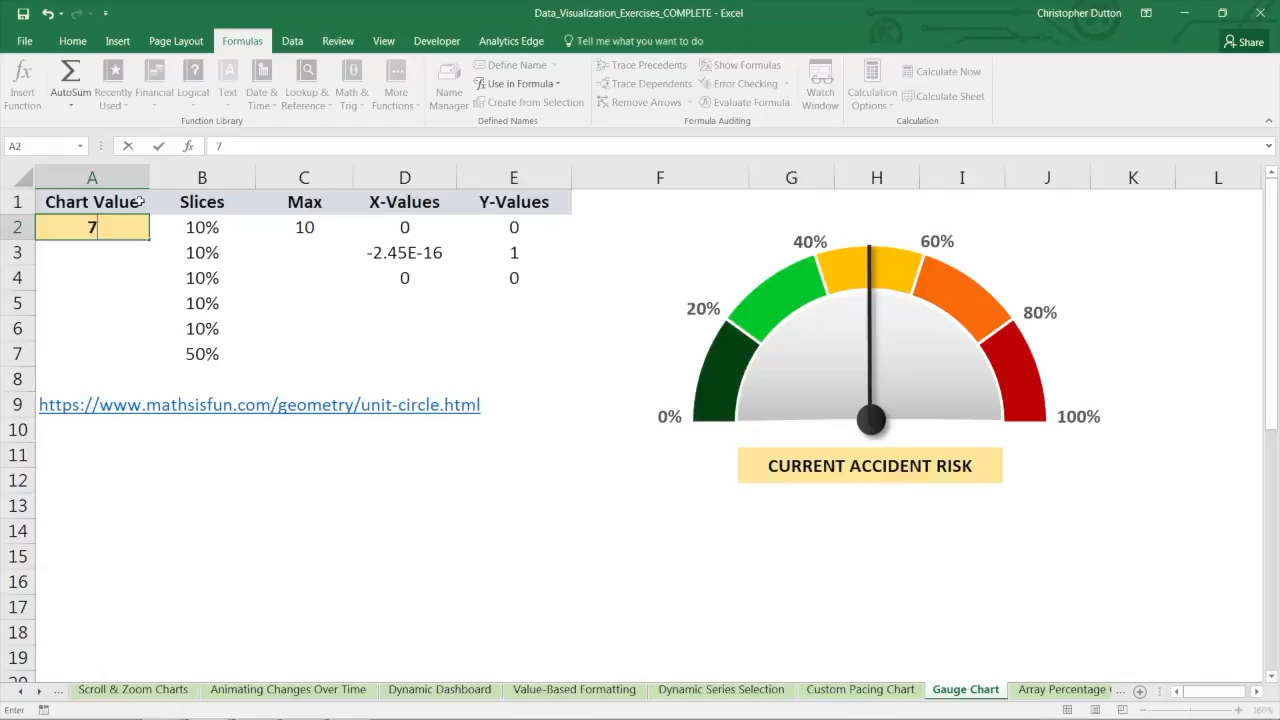 Data_Visualization_Exercises_COMPLETE - Excel
Christopher Dutton
File Home Insert Page Layout Formulas Data Review View Developer Analytics Edge Tell me what you want to do Share
Insert Function
AutoSum
Recently Used
Financial
Logical
Text
Date & Time
Lookup & Reference
Math & Trig
More Functions
Function Library
Name Manager
Define Name
Use in Formula
Create from Selection
Defined Names
Trace Precedents
Trace Dependents
Remove Arrows
Show Formulas
Error Checking
Evaluate Formula
Formula Auditing
Watch Window
Calculation Options
Calculate Now
Calculate Sheet
Calculation
A2 fx 7
A B C D E F G H I J K L
1 Chart Value Slices Max X-Values Y-Values
2 7 10% 10 0 0
3 10% -2.45E-16 1
4 10% 0 0
5 10%
6 10%
7 50%
8
9 https://www.mathsisfun.com/geometry/unit-circle.html
10
11
12
13
14
15
16
17
18
19
20
0%
20%
40%
60%
80%
100%
CURRENT ACCIDENT RISK
... Scroll & Zoom Charts Animating Changes Over Time Dynamic Dashboard Value-Based Formatting Dynamic Series Selection Custom Pacing Chart Gauge Chart Array Percentage ...
Enter
160%